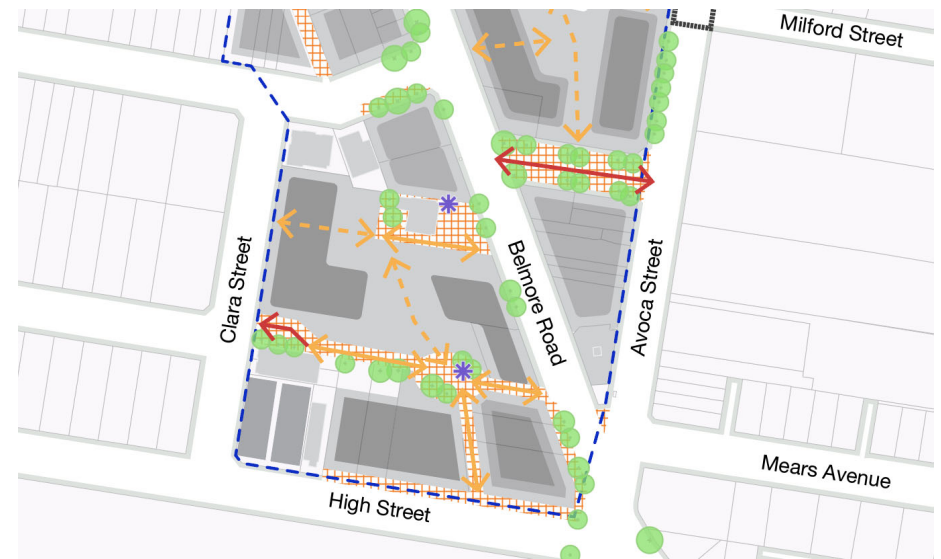 Milford Street
Belmore Road
Avoca Street
Clara Street
Mears Avenue
High Street